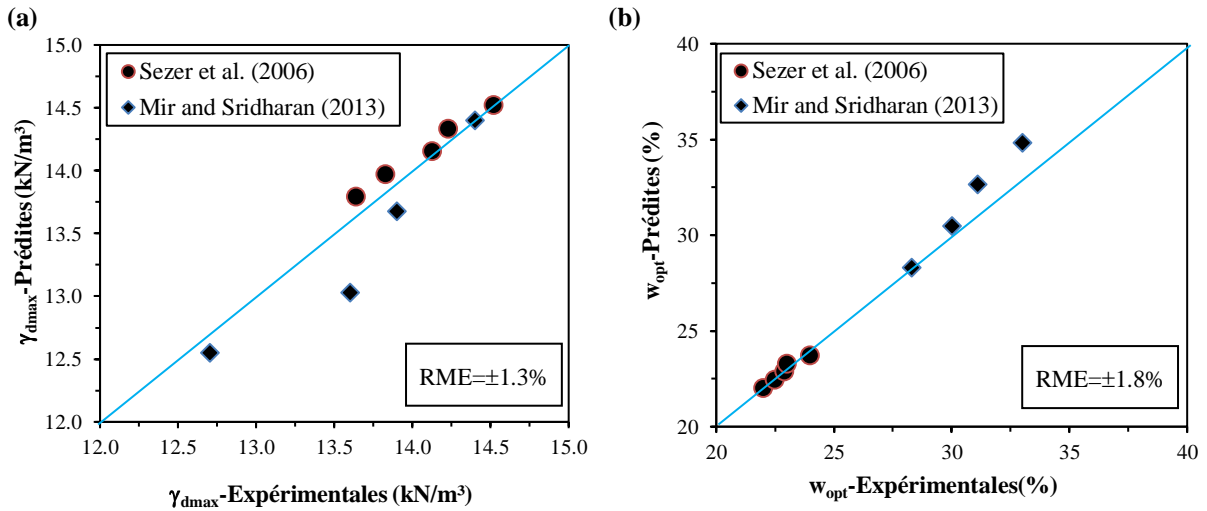 (a)
γdmax-Prédites (kN/m³)
15.0
14.5
14.0
13.5
13.0
12.5
12.0
Sezer et al. (2006)
Mir and Sridharan (2013)
RME=±1.3%
12.0 12.5 13.0 13.5 14.0 14.5 15.0
γdmax-Expérimentales (kN/m³)
(b)
wopt-Prédites (%)
40
35
30
25
20
Sezer et al. (2006)
Mir and Sridharan (2013)
RME=±1.8%
20 25 30 35 40
wopt-Expérimentales(%)